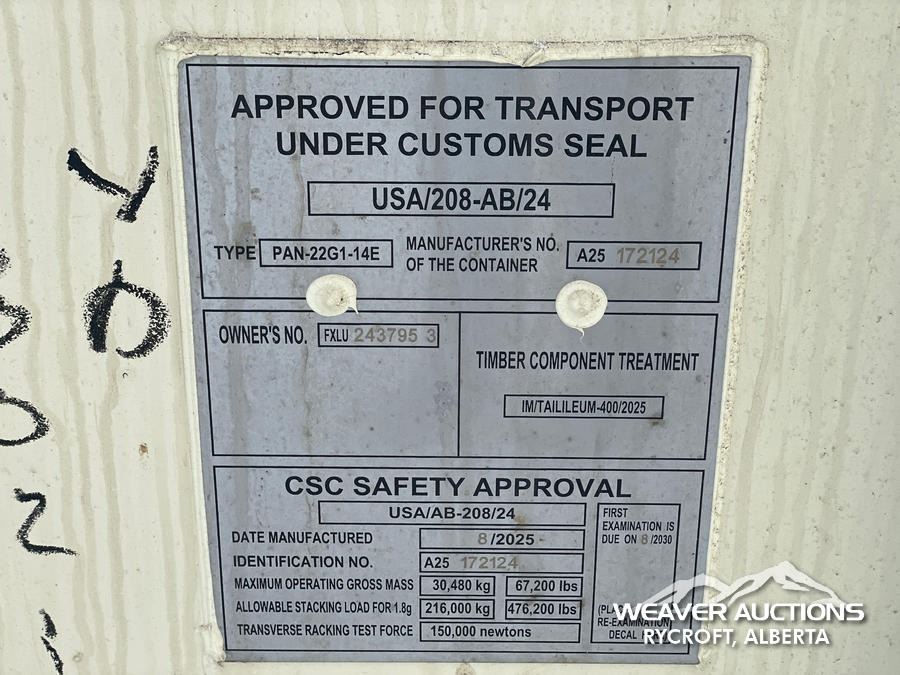 APPROVED FOR TRANSPORT
UNDER CUSTOMS SEAL
USA/208-AB/24
TYPE PAN-22G1-14E
MANUFACTURER'S NO.
OF THE CONTAINER
A25 172124
OWNER'S NO. FXLU 243795 3
TIMBER COMPONENT TREATMENT
IM/TAILILEUM-400/2025
CSC SAFETY APPROVAL
USA/AB-208/24
DATE MANUFACTURED 8/2025
IDENTIFICATION NO. A25 172124
MAXIMUM OPERATING GROSS MASS 30,480 kg 67,200 lbs
ALLOWABLE STACKING LOAD FOR 1.8g 216,000 kg 476,200 lbs
TRANSVERSE RACKING TEST FORCE 150,000 newtons
FIRST
EXAMINATION IS
DUE ON 8/2030
RE-EXAMINATION
DECAL
WEAVER AUCTIONS
RYCROFT, ALBERTA